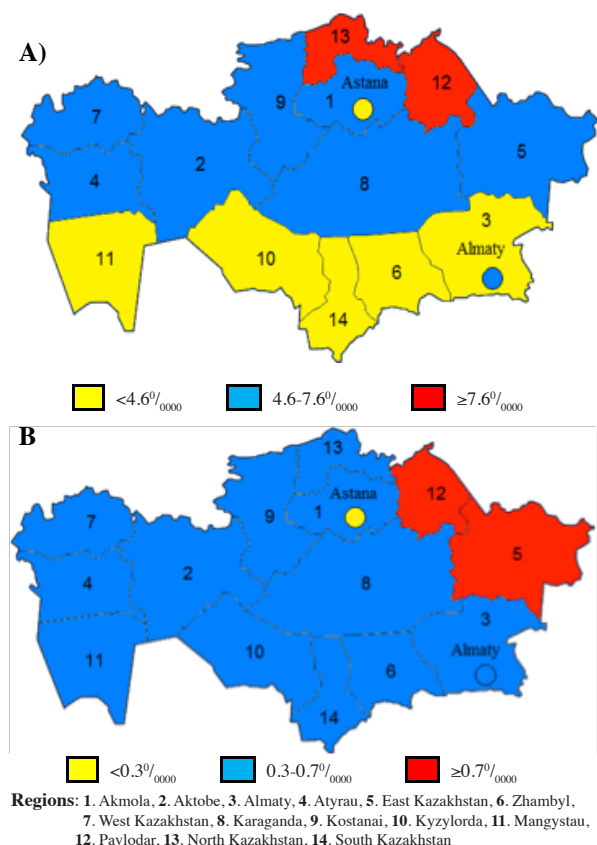 A)
13
Astana
12
1
9
7
5
2
4
8
3
Almaty
11
10
6
14
<4.6⁰/₀₀₀₀ 4.6-7.6⁰/₀₀₀₀ ≥7.6⁰/₀₀₀₀
B
13
Astana
12
1
7
9
5
2
4
8
3
Almaty
10
11
6
14
<0.3⁰/₀₀₀₀ 0.3-0.7⁰/₀₀₀₀ ≥0.7⁰/₀₀₀₀
Regions: 1. Akmola, 2. Aktobe, 3. Almaty, 4. Atyrau, 5. East Kazakhstan, 6. Zhambyl,
7. West Kazakhstan, 8. Karaganda, 9. Kostanai, 10. Kyzylorda, 11. Mangystau,
12. Pavlodar, 13. North Kazakhstan, 14. South Kazakhstan